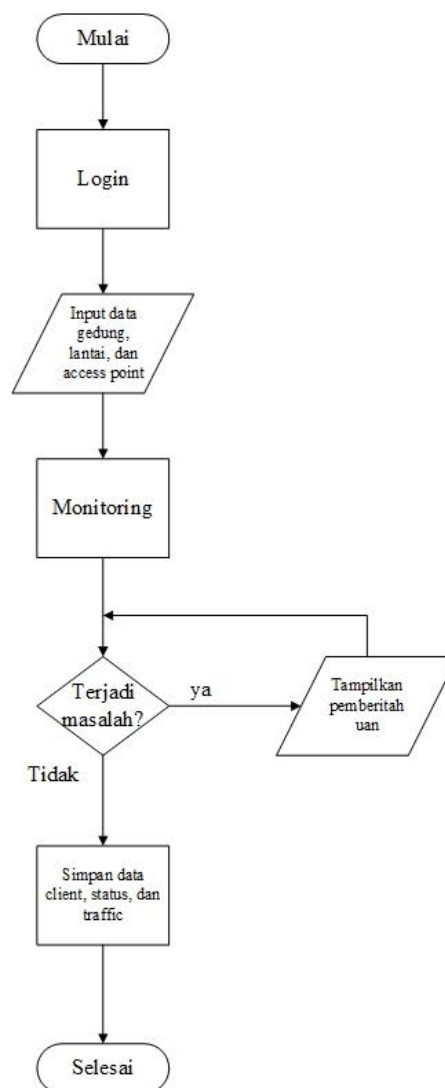 Mulai
Login
Input data
gedung,
lantai, dan
access point
Monitoring
Terjadi
masalah?
ya
Tampilkan
pemberitah
uan
Tidak
Simpan data
client, status, dan
traffic
Selesai